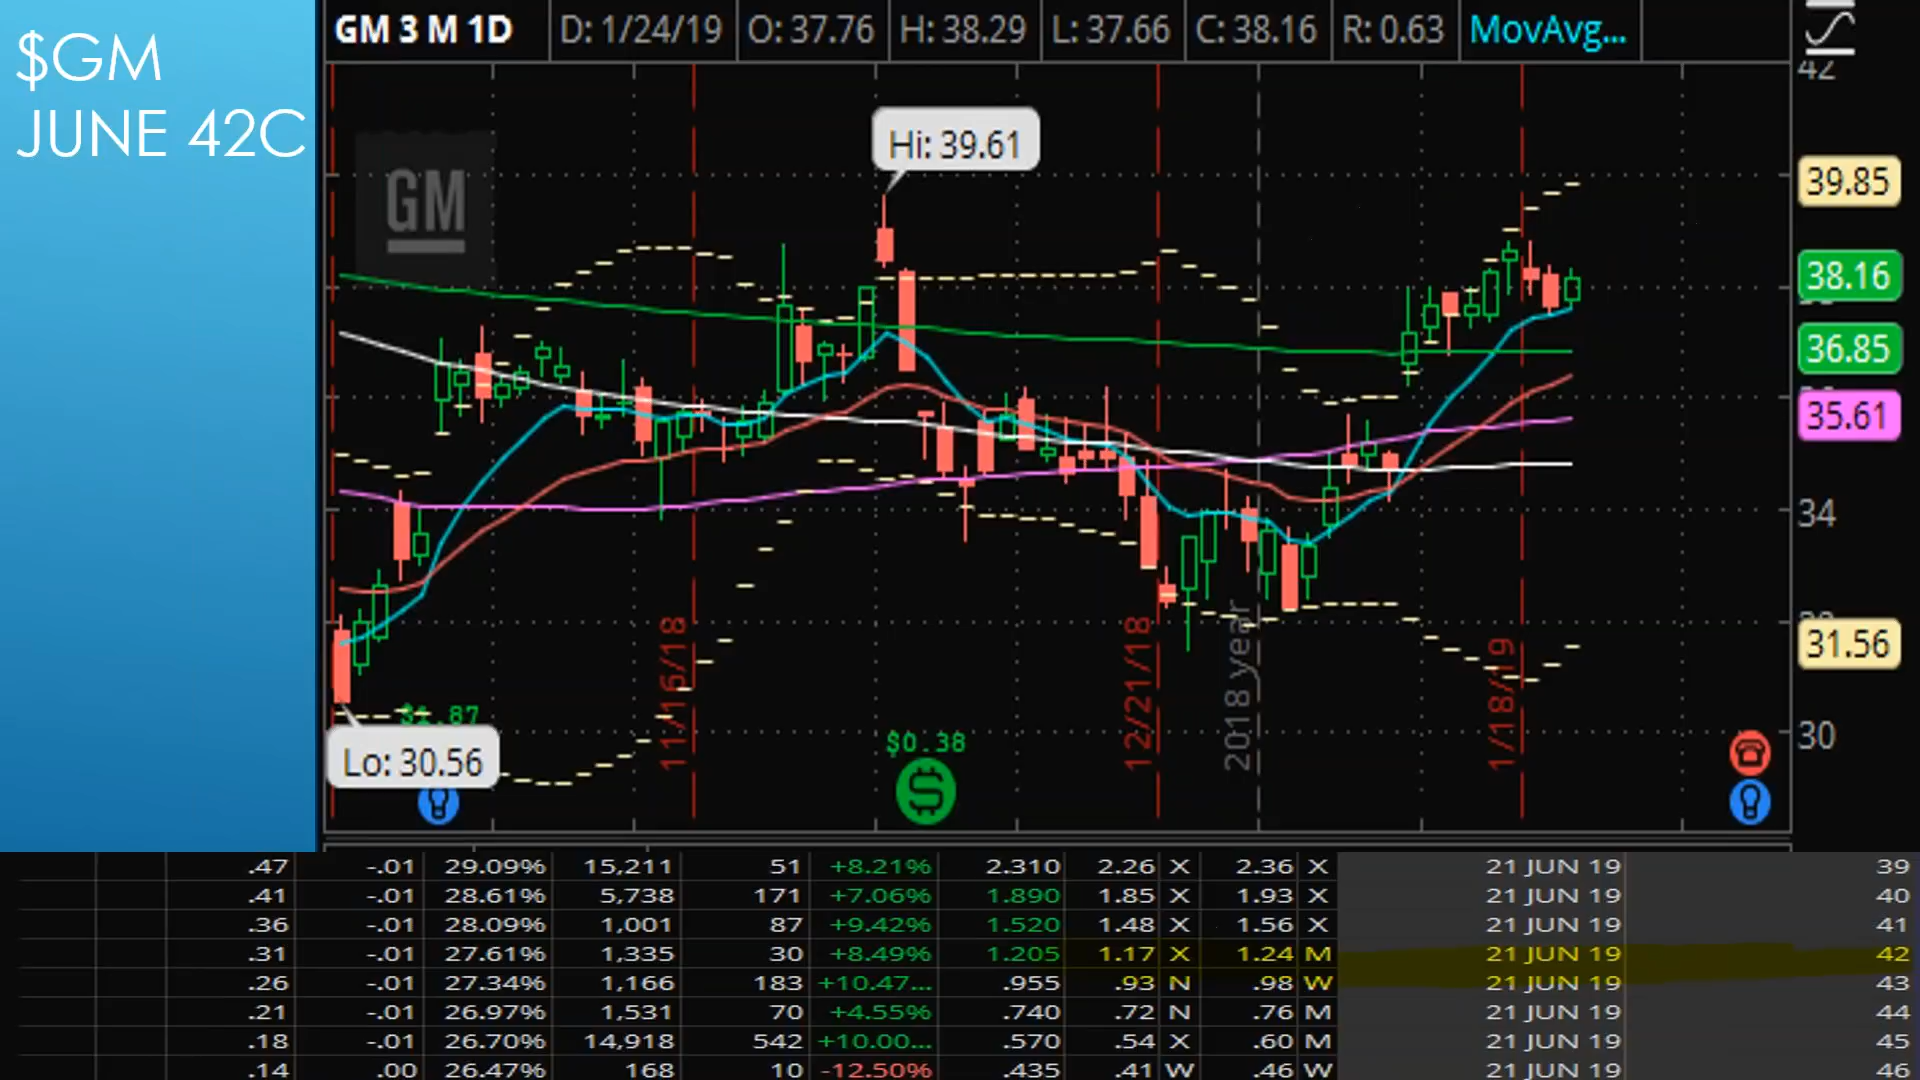 $GM
JUNE 42C
GM 3 M 1D D: 1/24/19 O: 37.76 H: 38.29 L: 37.66 C: 38.16 R: 0.63 MovAvg...
42
Hi: 39.61
39.85
GM
38.16
36.85
35.61
34
11/16/18
12/21/18
2018 year
1/18/19
31.56
$1.87
$0.38
30
Lo: 30.56
.47 -.01 29.09% 15,211 51 +8.21% 2.310 2.26 X 2.36 X 21 JUN 19 39
.41 -.01 28.61% 5,738 171 +7.06% 1.890 1.85 X 1.93 X 21 JUN 19 40
.36 -.01 28.09% 1,001 87 +9.42% 1.520 1.48 X 1.56 X 21 JUN 19 41
.31 -.01 27.61% 1,335 30 +8.49% 1.205 1.17 X 1.24 M 21 JUN 19 42
.26 -.01 27.34% 1,166 183 +10.47... .955 .93 N .98 W 21 JUN 19 43
.21 -.01 26.97% 1,531 70 +4.55% .740 .72 N .76 M 21 JUN 19 44
.18 -.01 26.70% 14,918 542 +10.00... .570 .54 X .60 M 21 JUN 19 45
.14 .00 26.47% 168 10 -12.50% .435 .41 W .46 W 21 JUN 19 46